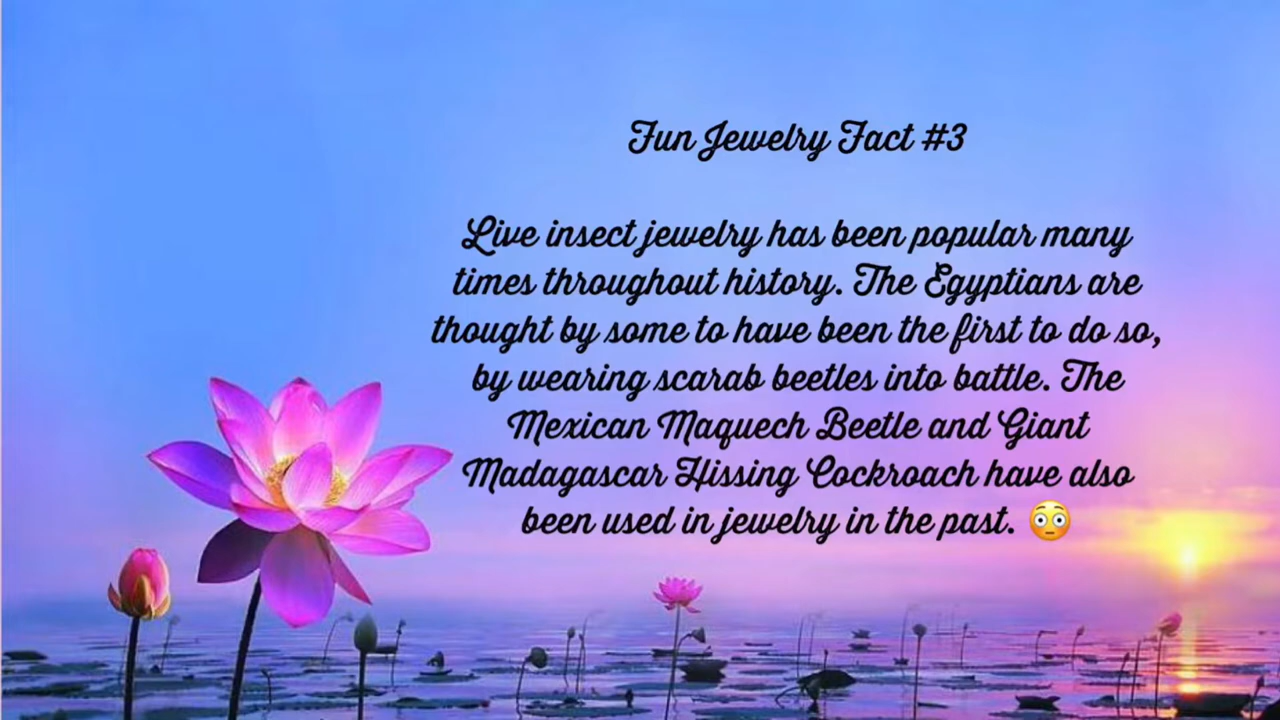 Fun Jewelry Fact #3
Live insect jewelry has been popular many
times throughout history. The Egyptians are
thought by some to have been the first to do so,
by wearing scarab beetles into battle. The
Mexican Maquech Beetle and Giant
Madagascar Hissing Cockroach have also
been used in jewelry in the past. 😳